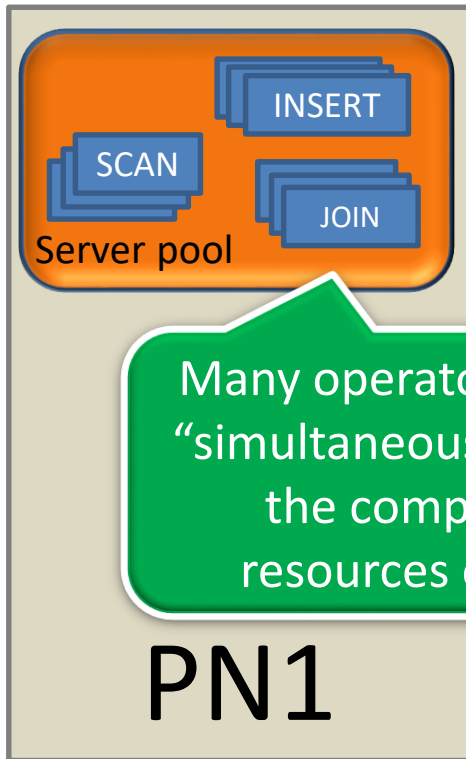 INSERT
SCAN
JOIN
Server pool
Many operato
“simultaneous
the comp
resources
PN1